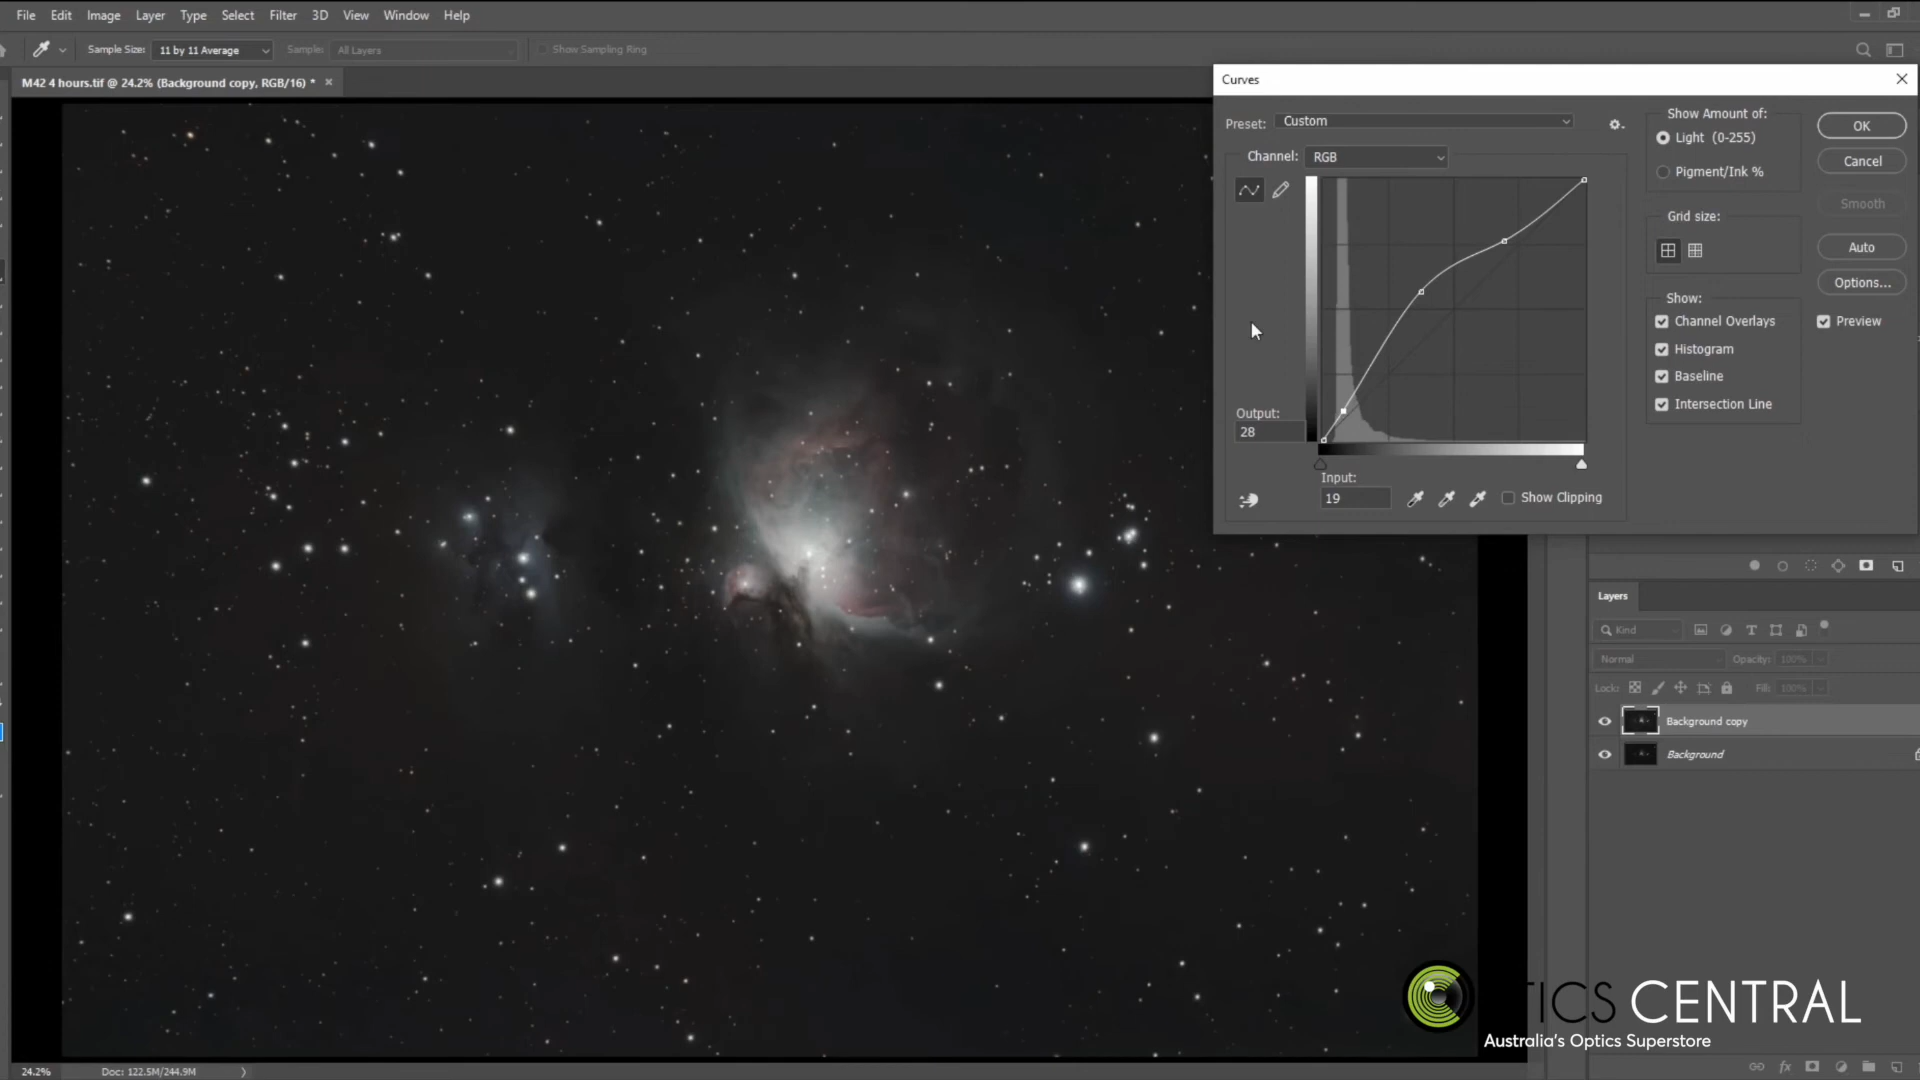 File Edit Image Layer Type Select Filter 3D View Window Help
Sample Size: 11 by 11 Average Sample: All Layers Show Sampling Ring
M42 4 hours.tif @ 24.2% (Background copy, RGB/16) *
Curves
Preset: Custom
Channel: RGB
Output:
28
Input:
19
Show Clipping
Show Amount of:
Light (0-255)
Pigment/Ink %
Grid size:
Show:
Channel Overlays
Histogram
Baseline
Intersection Line
OK
Cancel
Smooth
Auto
Options...
Preview
Layers
Kind
Normal Opacity: 100%
Lock: Fill: 100%
Background copy
Background
TICS CENTRAL
Australia's Optics Superstore
24.2% Doc: 122.5M/244.9M